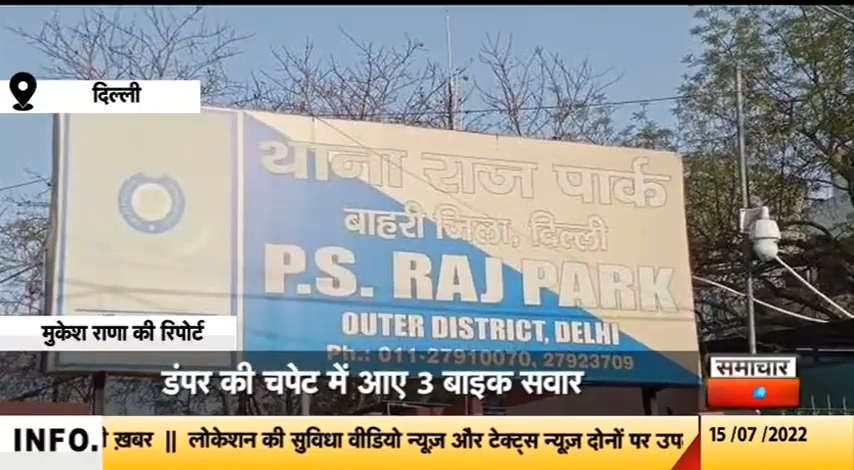 दिल्ली
थाना राज पार्क
बाहरी जिला, दिल्ली
P.S. RAJ PARK
OUTER DISTRICT, DELHI
Ph.: 011-27910070, 27923709
मुकेश राणा की रिपोर्ट
डंपर की चपेट में आए 3 बाइक सवार
समाचार
INFO. ख़बर || लोकेशन की सुविधा वीडियो न्यूज़ और टेक्ट्स न्यूज़ दोनों पर
15/07/2022